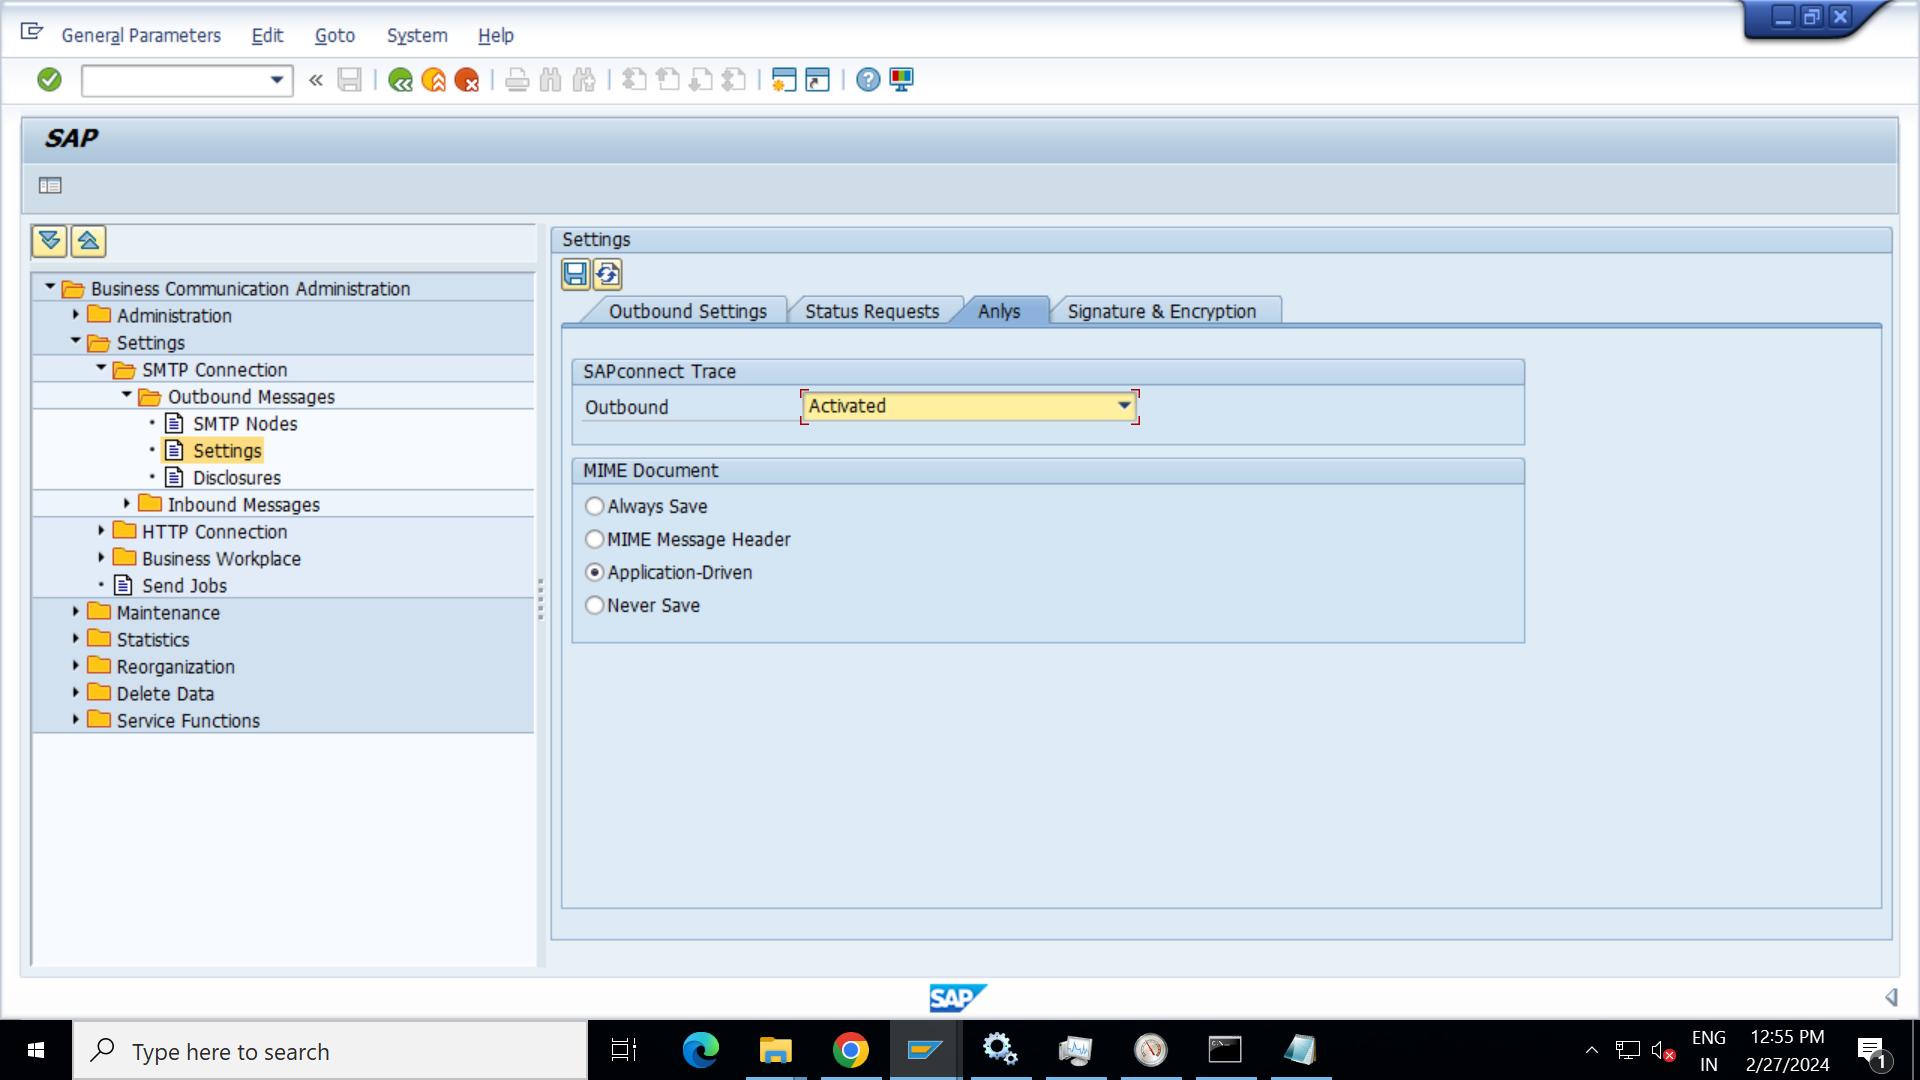 General Parameters Edit Goto System Help
SAP
Settings
Business Communication Administration
Administration
Settings
SMTP Connection
Outbound Messages
SMTP Nodes
Settings
Disclosures
Inbound Messages
HTTP Connection
Business Workplace
Send Jobs
Maintenance
Statistics
Reorganization
Delete Data
Service Functions
Outbound Settings Status Requests Anlys Signature & Encryption
SAPconnect Trace
Outbound Activated
MIME Document
Always Save
MIME Message Header
Application-Driven
Never Save
SAP
Type here to search
ENG
IN
12:55 PM
2/27/2024
1